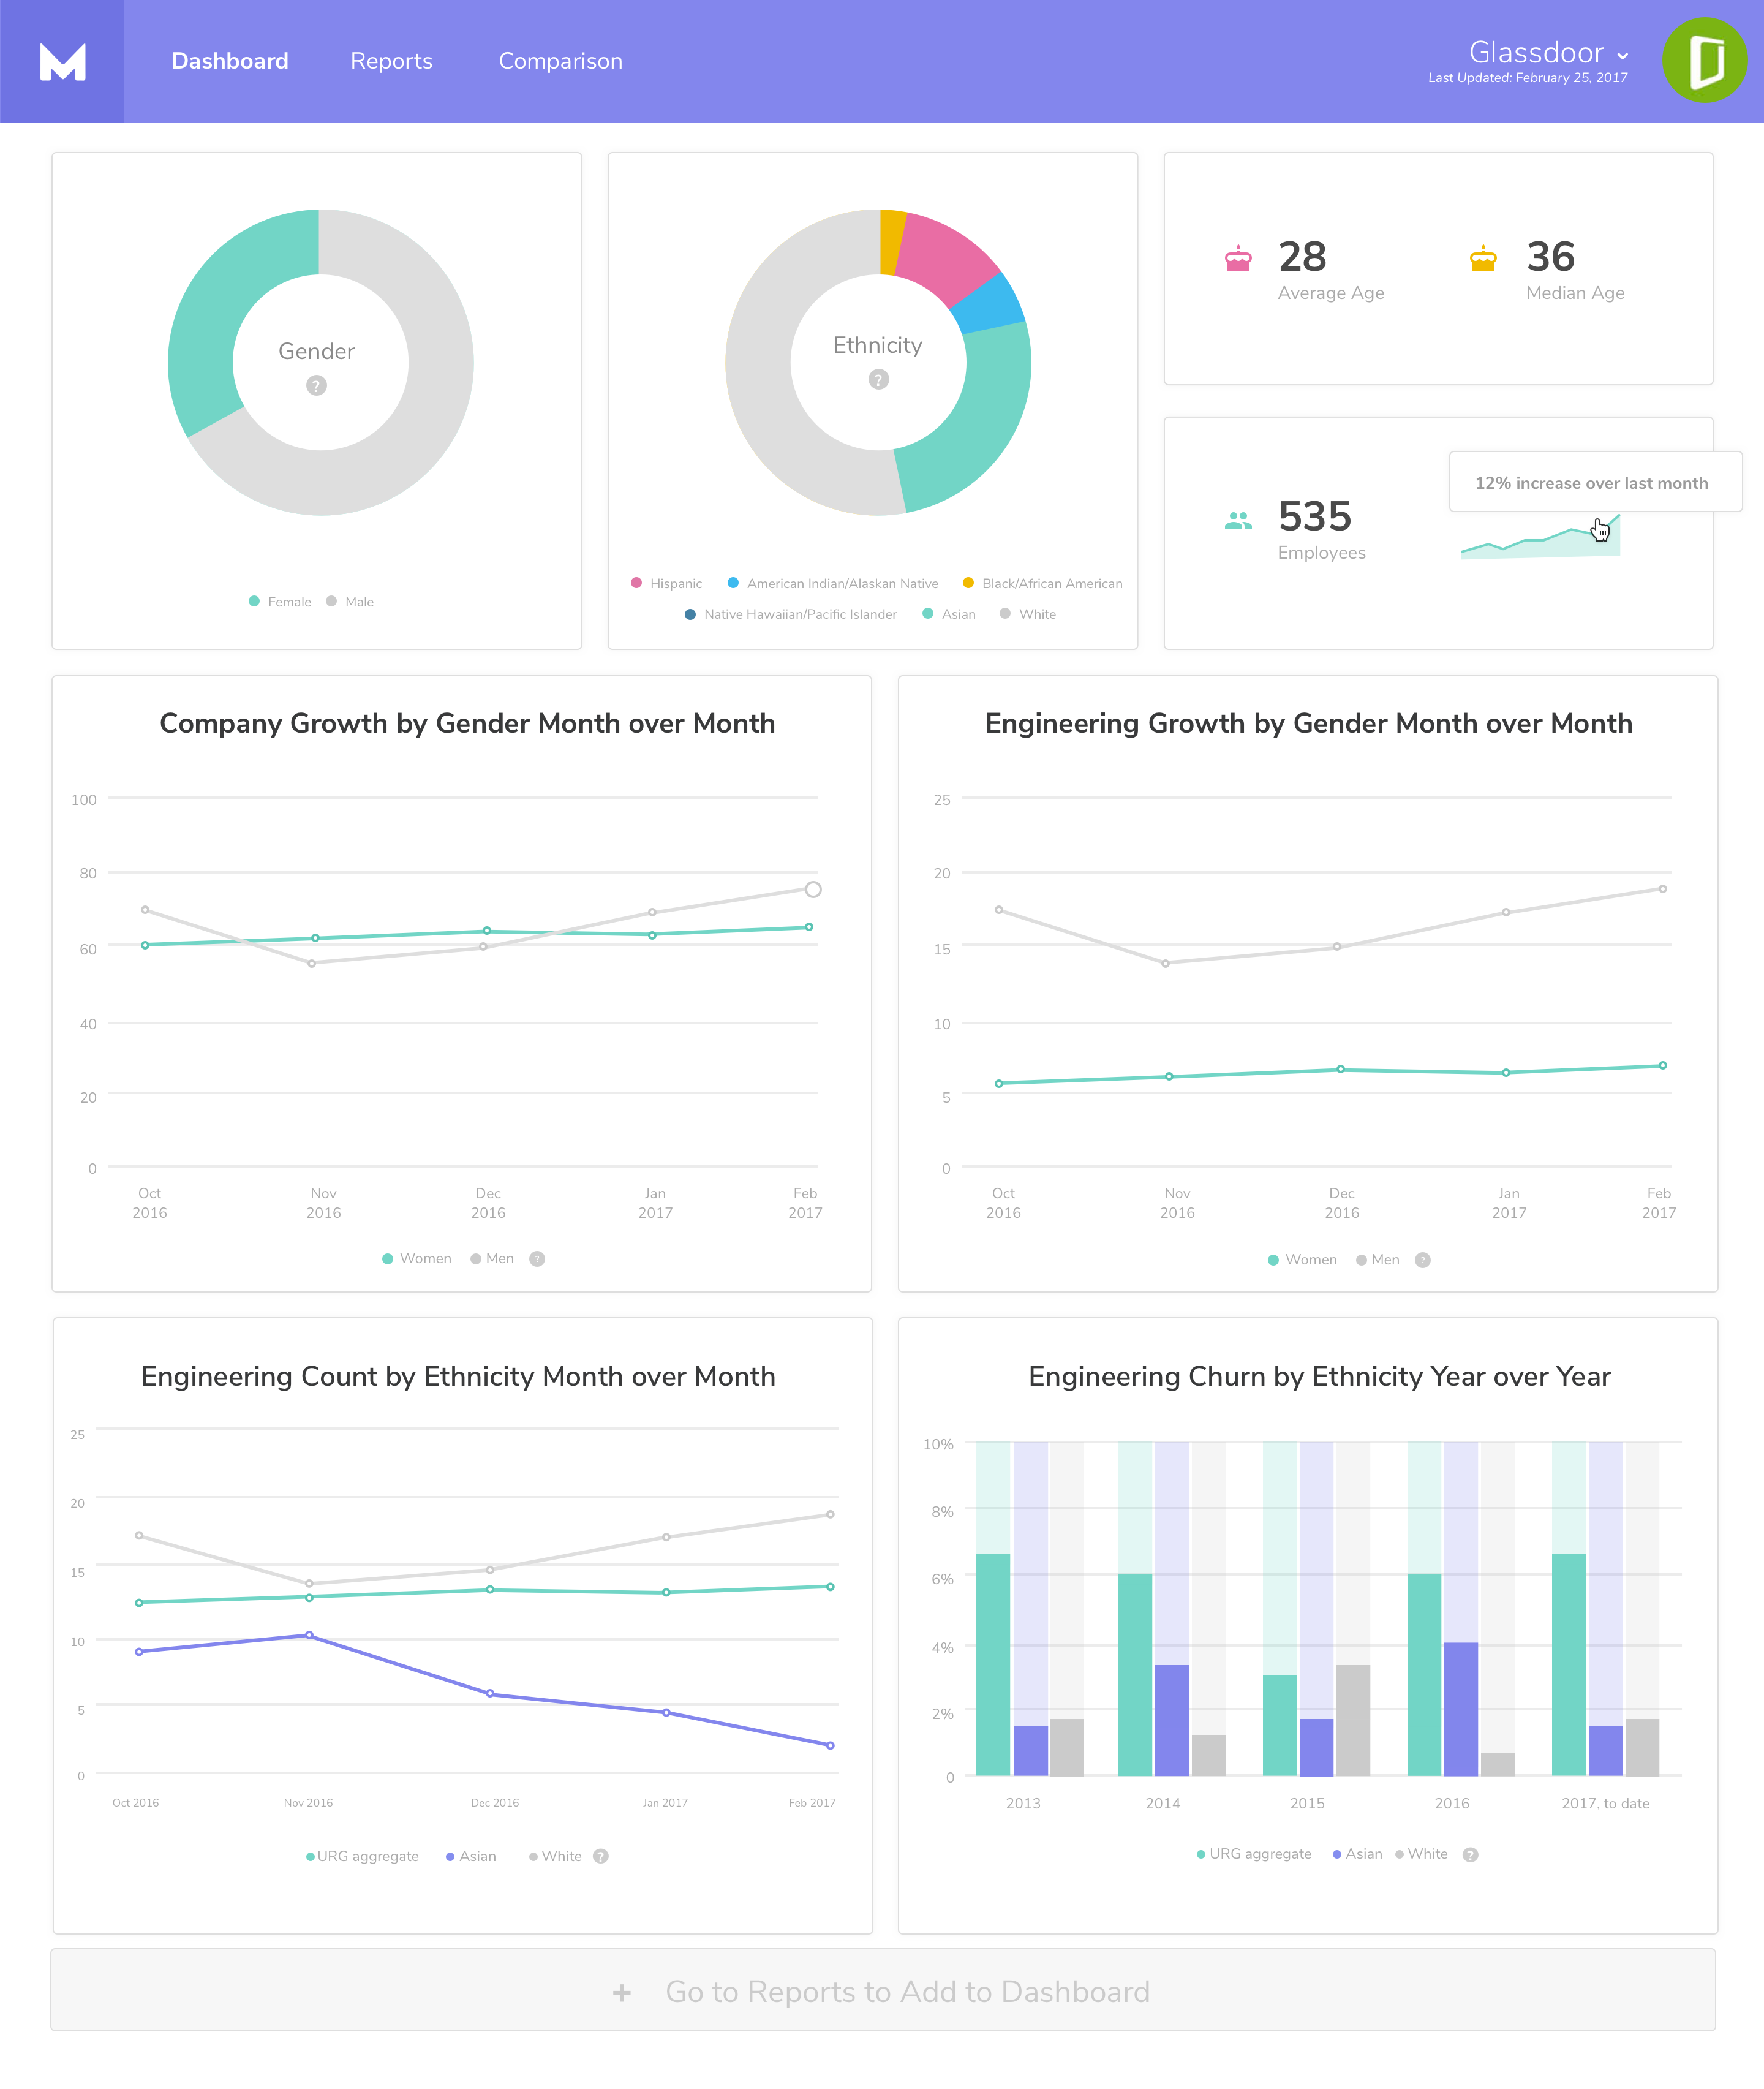 Dashboard Reports Comparison
Glassdoor
Last Updated: February 25, 2017
Gender
?
Female Male
Ethnicity
?
Hispanic American Indian/Alaskan Native Black/African American
Native Hawaiian/Pacific Islander Asian White
28 36
Average Age Median Age
12% increase over last month
535
Employees
Company Growth by Gender Month over Month
100
80
60
40
20
0
Oct Nov Dec Jan Feb
2016 2016 2016 2017 2017
Women Men ?
Engineering Growth by Gender Month over Month
25
20
15
10
5
0
Oct Nov Dec Jan Feb
2016 2016 2016 2017 2017
Women Men ?
Engineering Count by Ethnicity Month over Month
25
20
15
10
5
0
Oct 2016 Nov 2016 Dec 2016 Jan 2017 Feb 2017
URG aggregate Asian White ?
Engineering Churn by Ethnicity Year over Year
10%
8%
6%
4%
2%
0
2013 2014 2015 2016 2017, to date
URG aggregate Asian White ?
+ Go to Reports to Add to Dashboard